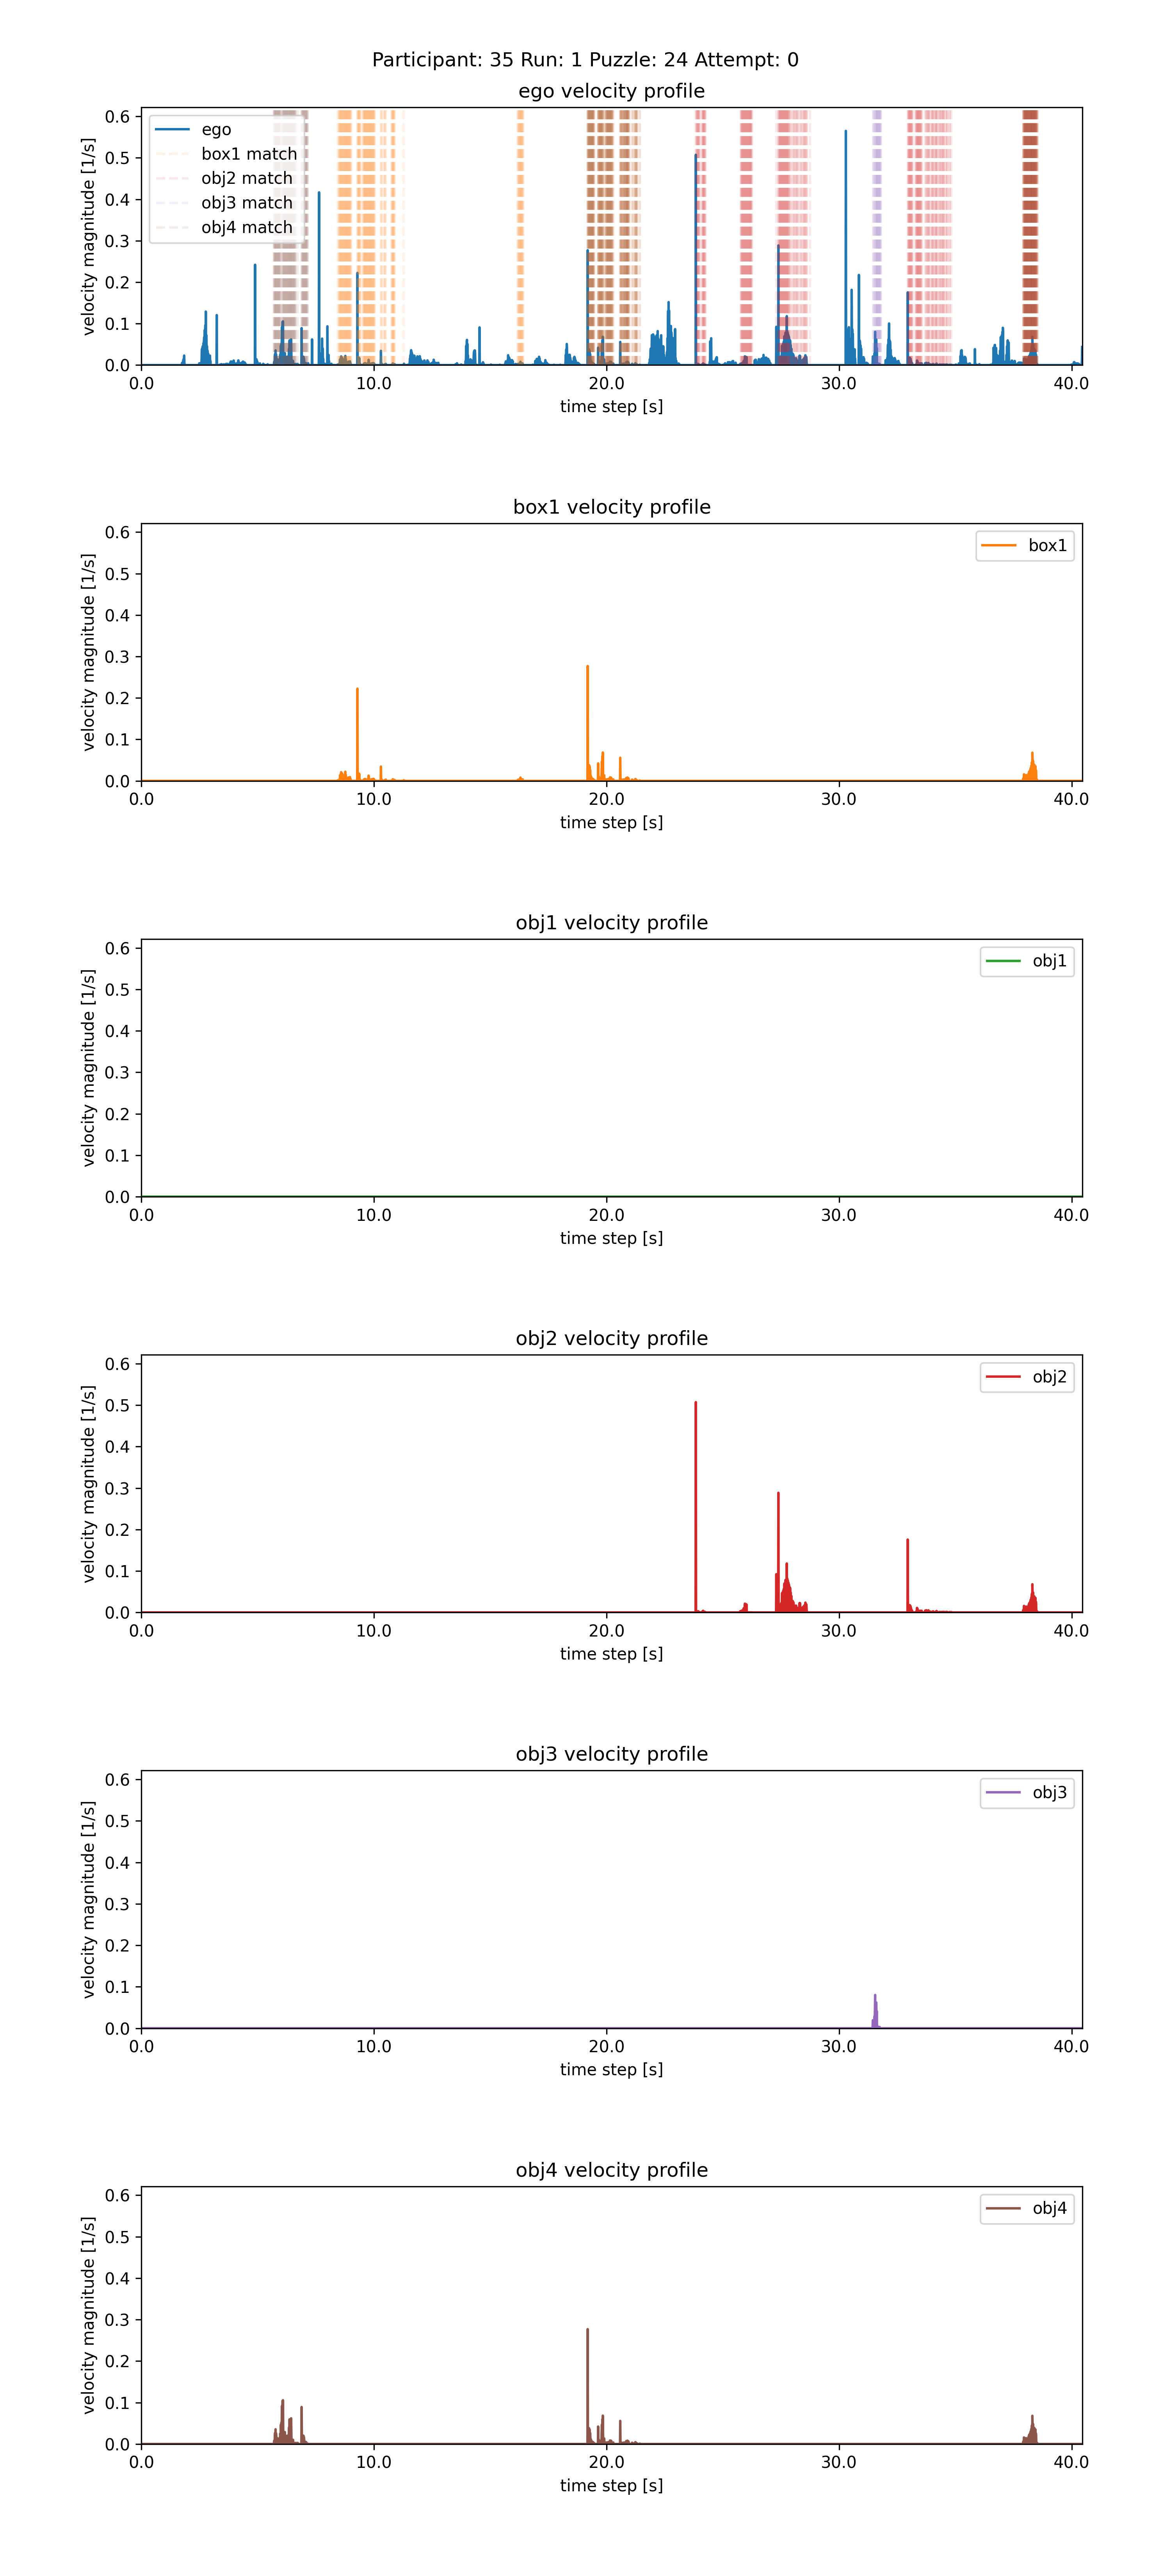 Participant: 35 Run: 1 Puzzle: 24 Attempt: 0
ego velocity profile
velocity magnitude [1/s]
0.6
0.5
0.4
0.3
0.2
0.1
0.0
ego
box1 match
obj2 match
obj3 match
obj4 match
0.0 10.0 20.0 30.0 40.0
time step [s]
box1 velocity profile
velocity magnitude [1/s]
0.6
0.5
0.4
0.3
0.2
0.1
0.0
box1
0.0 10.0 20.0 30.0 40.0
time step [s]
obj1 velocity profile
velocity magnitude [1/s]
0.6
0.5
0.4
0.3
0.2
0.1
0.0
obj1
0.0 10.0 20.0 30.0 40.0
time step [s]
obj2 velocity profile
velocity magnitude [1/s]
0.6
0.5
0.4
0.3
0.2
0.1
0.0
obj2
0.0 10.0 20.0 30.0 40.0
time step [s]
obj3 velocity profile
velocity magnitude [1/s]
0.6
0.5
0.4
0.3
0.2
0.1
0.0
obj3
0.0 10.0 20.0 30.0 40.0
time step [s]
obj4 velocity profile
velocity magnitude [1/s]
0.6
0.5
0.4
0.3
0.2
0.1
0.0
obj4
0.0 10.0 20.0 30.0 40.0
time step [s]